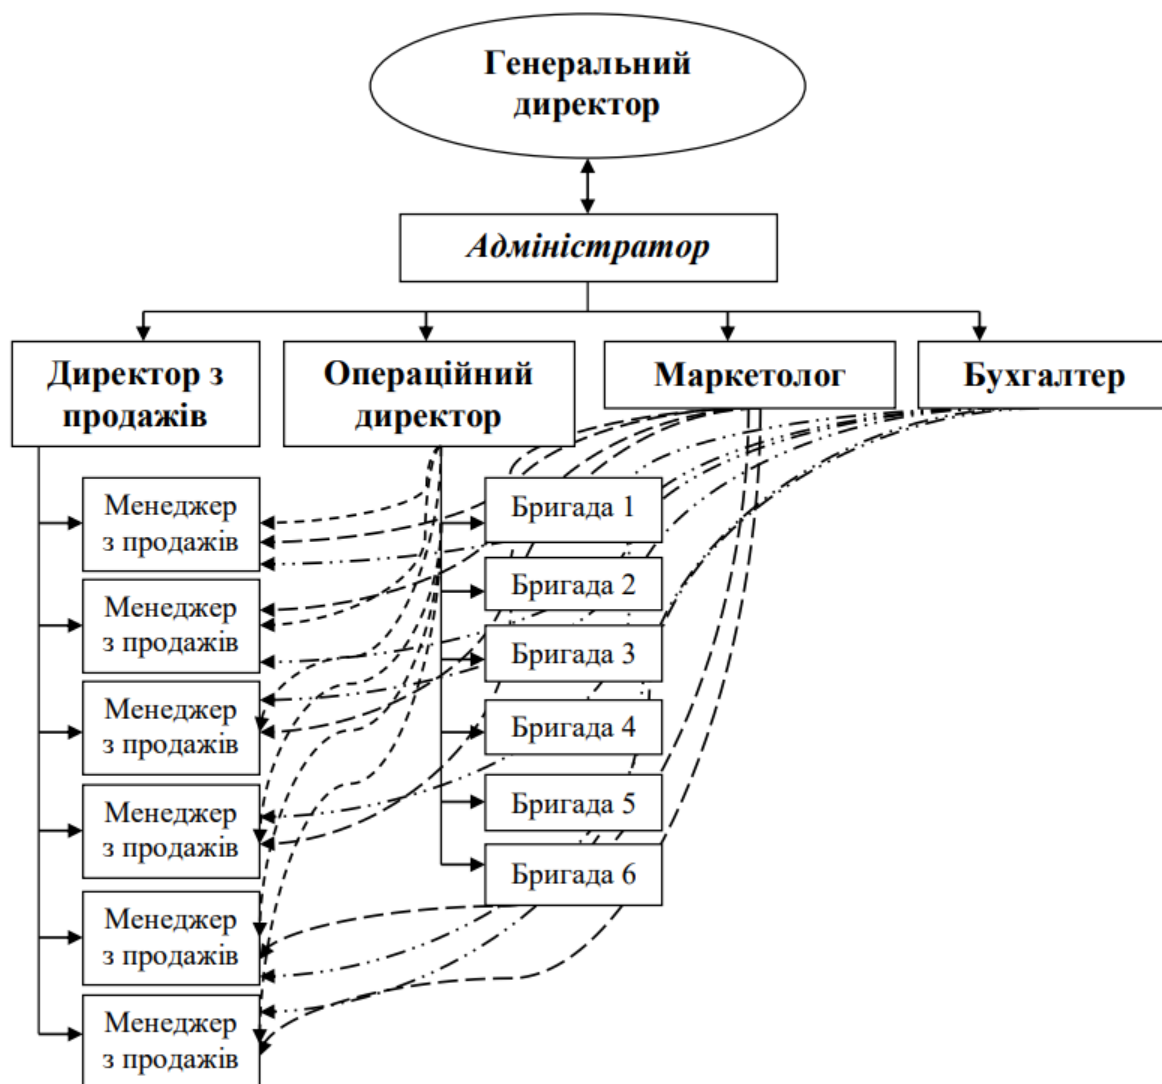 Генеральний
директор
Адміністратор
Директор з
продажів
Операційний
директор
Маркетолог
Бухгалтер
Менеджер
з продажів
Менеджер
з продажів
Менеджер
з продажів
Менеджер
з продажів
Менеджер
з продажів
Менеджер
з продажів
Бригада 1
Бригада 2
Бригада 3
Бригада 4
Бригада 5
Бригада 6